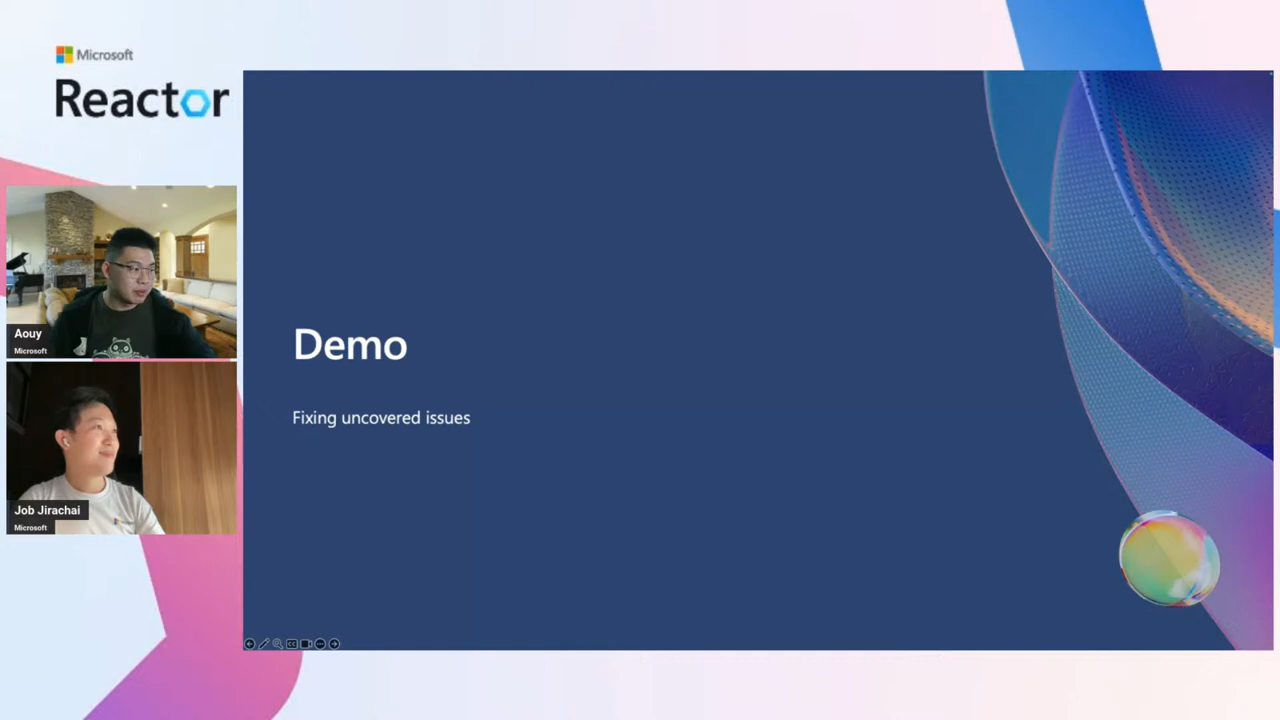 Microsoft
Reactor
Aouy
Microsoft
Job Jirachai
Microsoft
Demo
Fixing uncovered issues